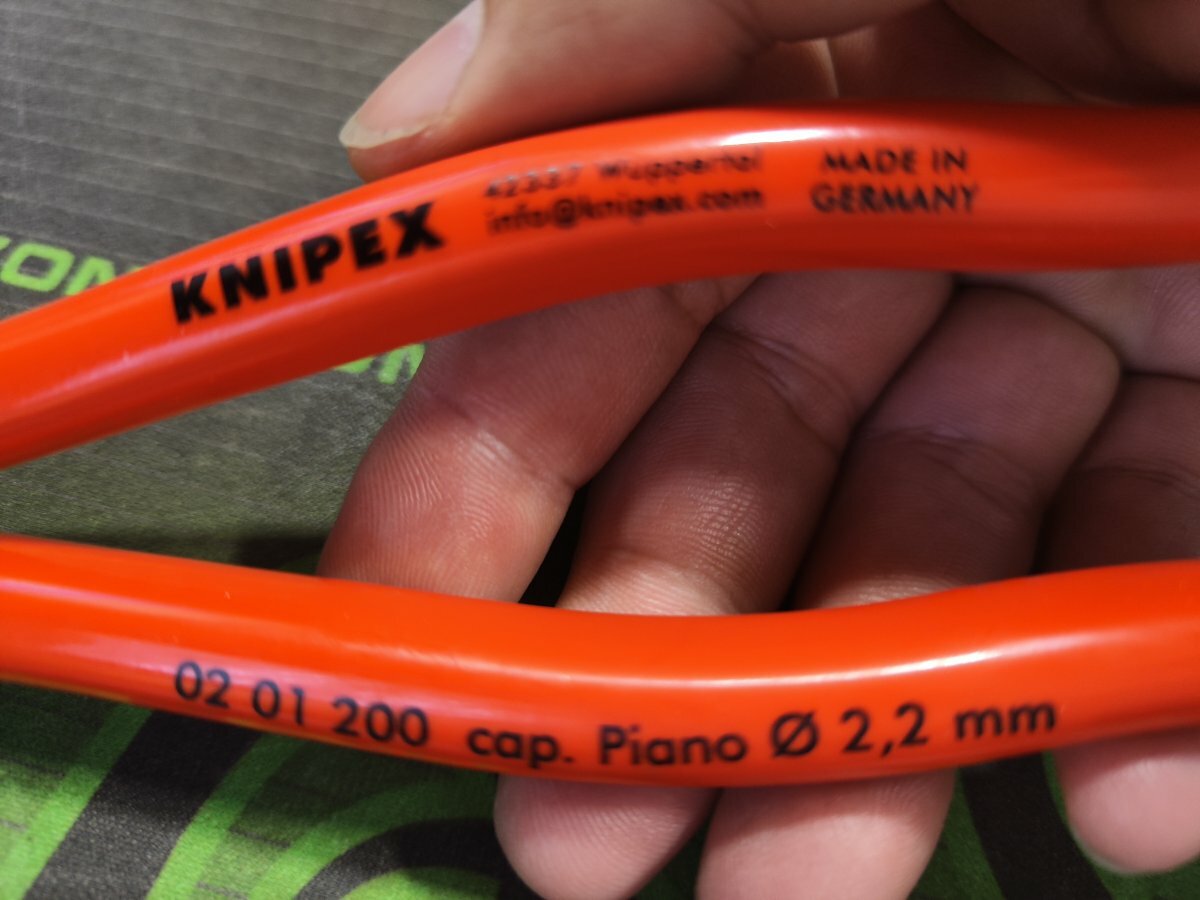 KNIPEX
42337 Wuppertal
info@knipex.com
MADE IN
GERMANY
02 01 200 cap. Piano Ø 2,2 mm